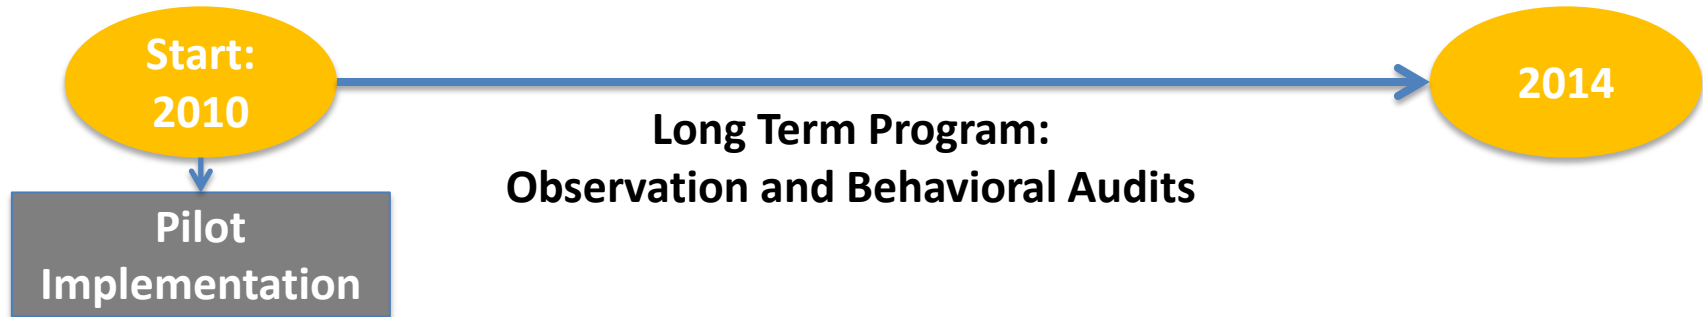 Start:
2010
2014
Long Term Program:
Observation and Behavioral Audits
Pilot
Implementation